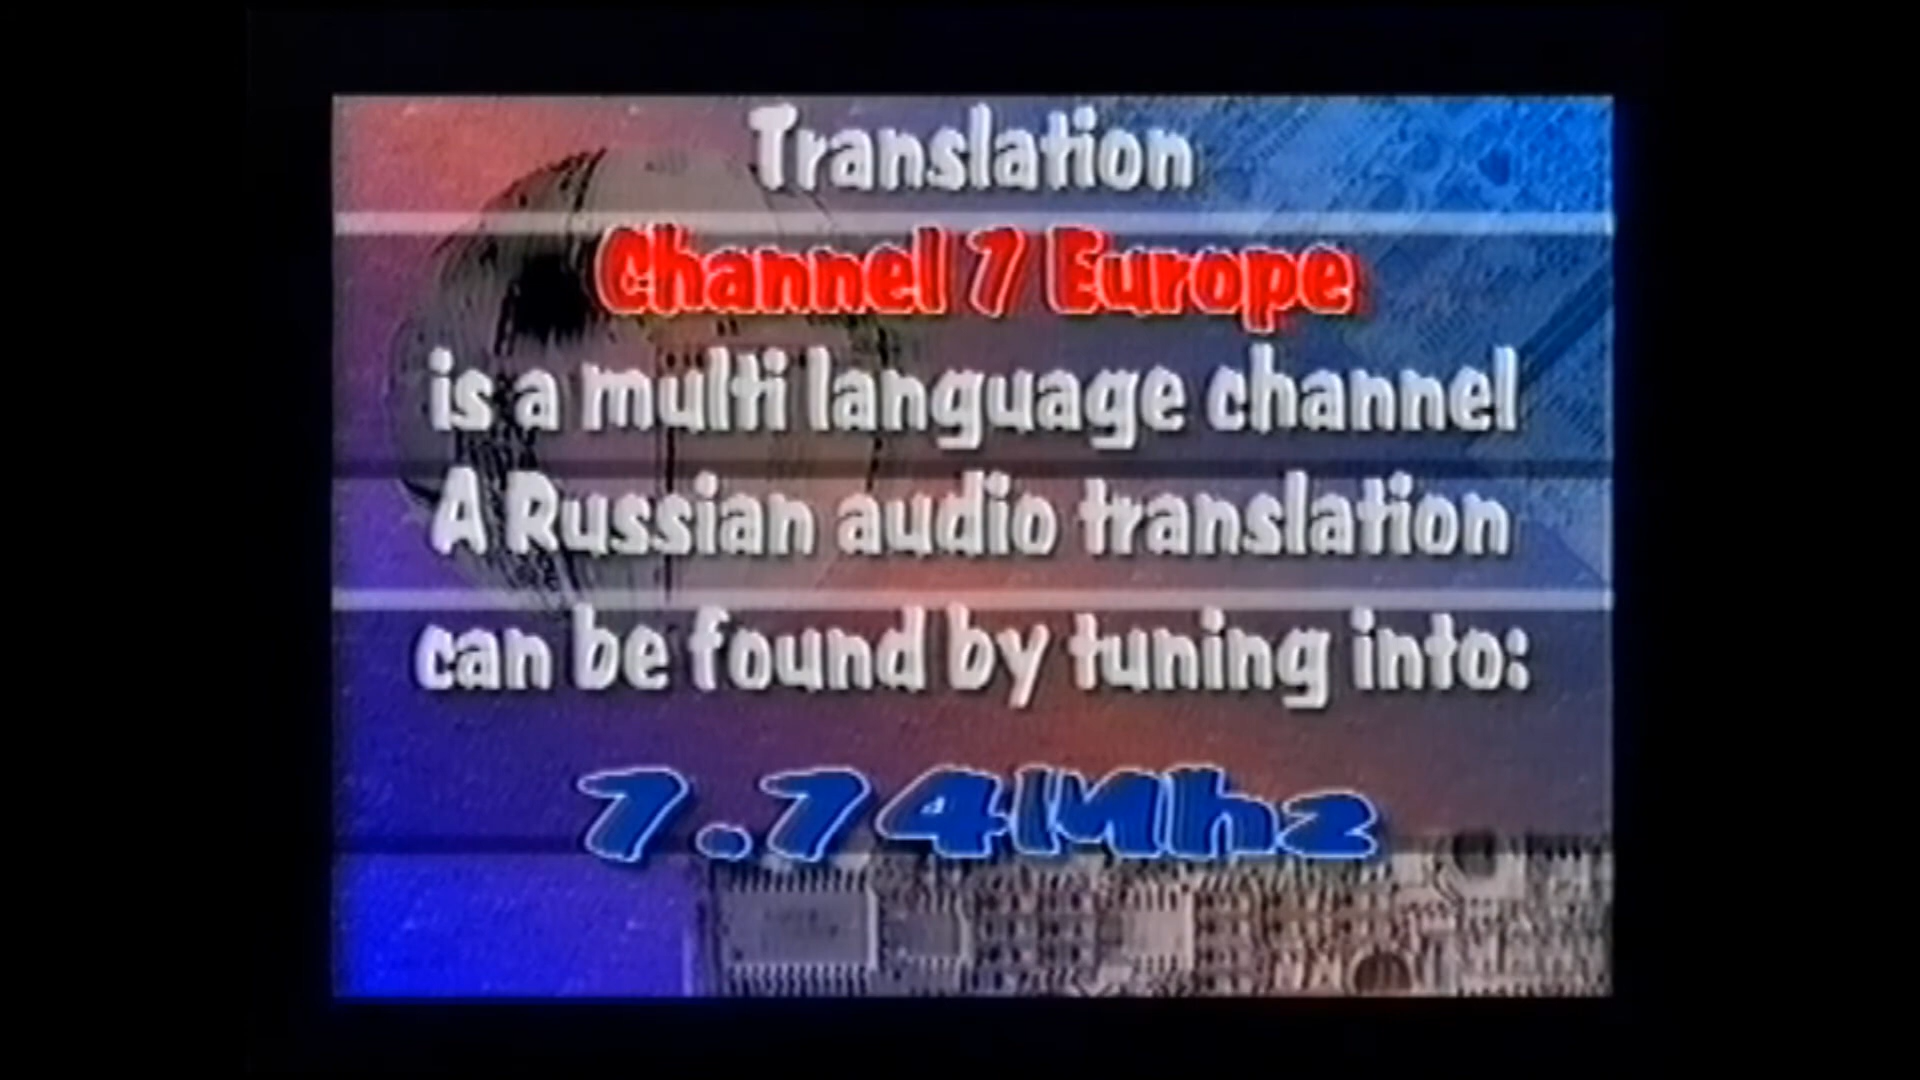 Translation
Channel 7 Europe
is a multi language channel
A Russian audio translation
can be found by tuning into:
7.74Mhz